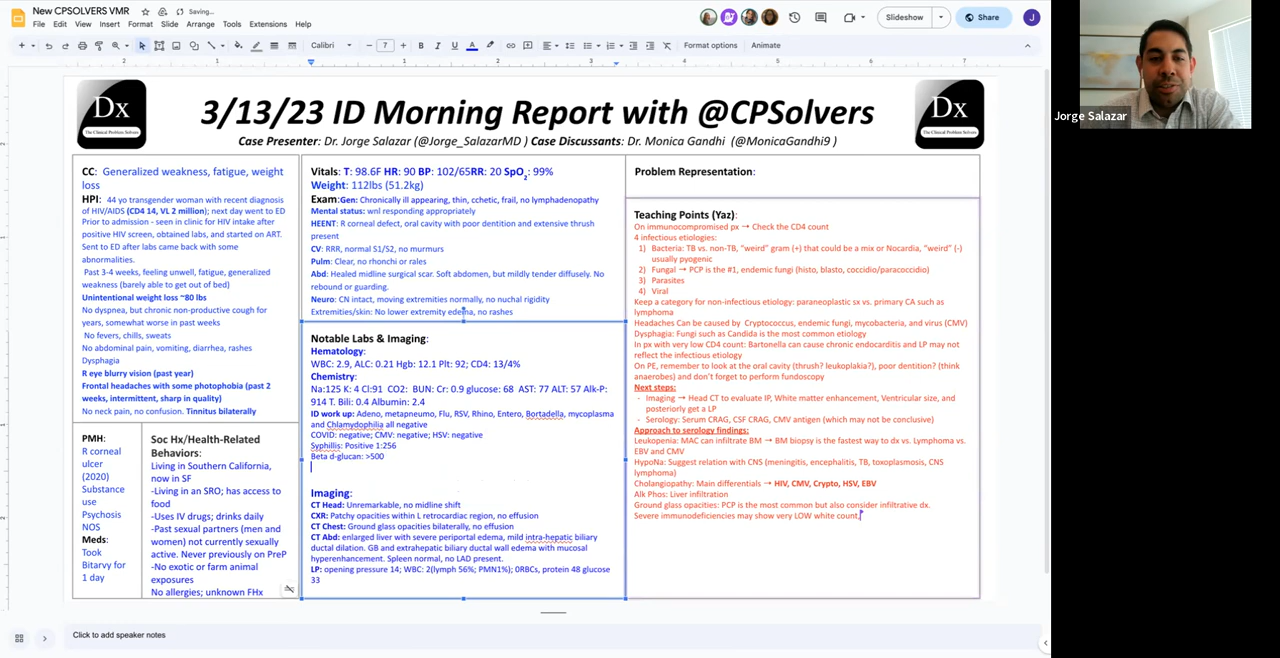 New CPSOLVERS VMR
Saving...
File Edit View Insert Format Slide Arrange Tools Extensions Help
Slideshow
Share
J
Calibri
7
B I U A
Format options
Animate
2 1 1 2 3 4 5 6 7
Dx
The Clinical Problem Solvers
3/13/23 ID Morning Report with @CPSolvers
Case Presenter: Dr. Jorge Salazar (@Jorge_SalazarMD ) Case Discussants: Dr. Monica Gandhi (@MonicaGandhi9 )
Dx
The Clinical Problem Solvers
CC: Generalized weakness, fatigue, weight
loss
HPI: 44 yo transgender woman with recent diagnosis
of HIV/AIDS (CD4 14, VL 2 million); next day went to ED
Prior to admission - seen in clinic for HIV intake after
positive HIV screen, obtained labs, and started on ART.
Sent to ED after labs came back with some
abnormalities.
Past 3-4 weeks, feeling unwell, fatigue, generalized
weakness (barely able to get out of bed)
Unintentional weight loss ~80 lbs
No dyspnea, but chronic non-productive cough for
years, somewhat worse in past weeks
No fevers, chills, sweats
No abdominal pain, vomiting, diarrhea, rashes
Dysphagia
R eye blurry vision (past year)
Frontal headaches with some photophobia (past 2
weeks, intermittent, sharp in quality)
No neck pain, no confusion. Tinnitus bilaterally
PMH:
R corneal
ulcer
(2020)
Substance
use
Psychosis
NOS
Meds:
Took
Bitarvy for
1 day
Soc Hx/Health-Related
Behaviors:
Living in Southern California,
now in SF
-Living in an SRO; has access to
food
-Uses IV drugs; drinks daily
-Past sexual partners (men and
women) not currently sexually
active. Never previously on PreP
-No exotic or farm animal
exposures
No allergies; unknown FHx
Vitals: T: 98.6F HR: 90 BP: 102/65RR: 20 SpO2: 99%
Weight: 112lbs (51.2kg)
Exam:Gen: Chronically ill appearing, thin, cchetic, frail, no lymphadenopathy
Mental status: wnl responding appropriately
HEENT: R corneal defect, oral cavity with poor dentition and extensive thrush
present
CV: RRR, normal S1/S2, no murmurs
Pulm: Clear, no rhonchi or rales
Abd: Healed midline surgical scar. Soft abdomen, but mildly tender diffusely. No
rebound or guarding.
Neuro: CN intact, moving extremities normally, no nuchal rigidity
Extremities/skin: No lower extremity edema, no rashes
Notable Labs & Imaging:
Hematology:
WBC: 2.9, ALC: 0.21 Hgb: 12.1 Plt: 92; CD4: 13/4%
Chemistry:
Na:125 K: 4 Cl:91 CO2: BUN: Cr: 0.9 glucose: 68 AST: 77 ALT: 57 Alk-P:
914 T. Bili: 0.4 Albumin: 2.4
ID work up: Adeno, metapneumo, Flu, RSV, Rhino, Entero, Bortadella, mycoplasma
and Chlamydophilia all negative
COVID: negative; CMV: negative; HSV: negative
Syphillis: Positive 1:256
Beta d-glucan: >500
Imaging:
CT Head: Unremarkable, no midline shift
CXR: Patchy opacities within L retrocardiac region, no effusion
CT Chest: Ground glass opacities bilaterally, no effusion
CT Abd: enlarged liver with severe periportal edema, mild intra-hepatic biliary
ductal dilation. GB and extrahepatic biliary ductal wall edema with mucosal
hyperenhancement. Spleen normal, no LAD present.
LP: opening pressure 14; WBC: 2(lymph 56%; PMN1%); 0RBCs, protein 48 glucose
33
Problem Representation:
Teaching Points (Yaz):
On immunocompromised px → Check the CD4 count
4 infectious etiologies:
1) Bacteria: TB vs. non-TB, "weird" gram (+) that could be a mix or Nocardia, "weird" (-)
usually pyogenic
2) Fungal → PCP is the #1, endemic fungi (histo, blasto, coccidio/paracoccidio)
3) Parasites
4) Viral
Keep a category for non-infectious etiology: paraneoplastic sx vs. primary CA such as
lymphoma
Headaches Can be caused by Cryptococcus, endemic fungi, mycobacteria, and virus (CMV)
Dysphagia: Fungi such as Candida is the most common etiology
In px with very low CD4 count: Bartonella can cause chronic endocarditis and LP may not
reflect the infectious etiology
On PE, remember to look at the oral cavity (thrush? leukoplakia?), poor dentition? (think
anaerobes) and don't forget to perform fundoscopy
Next steps:
- Imaging → Head CT to evaluate IP, White matter enhancement, Ventricular size, and
posteriorly get a LP
- Serology: Serum CRAG, CSF CRAG, CMV antigen (which may not be conclusive)
Approach to serology findings:
Leukopenia: MAC can infiltrate BM → BM biopsy is the fastest way to dx vs. Lymphoma vs.
EBV and CMV
HypoNa: Suggest relation with CNS (meningitis, encephalitis, TB, toxoplasmosis, CNS
lymphoma)
Cholangiopathy: Main differentials → HIV, CMV, Crypto, HSV, EBV
Alk Phos: Liver infiltration
Ground glass opacities: PCP is the most common but also consider infiltrative dx.
Severe immunodeficiencies may show very LOW white count,
Click to add speaker notes
Jorge Salazar